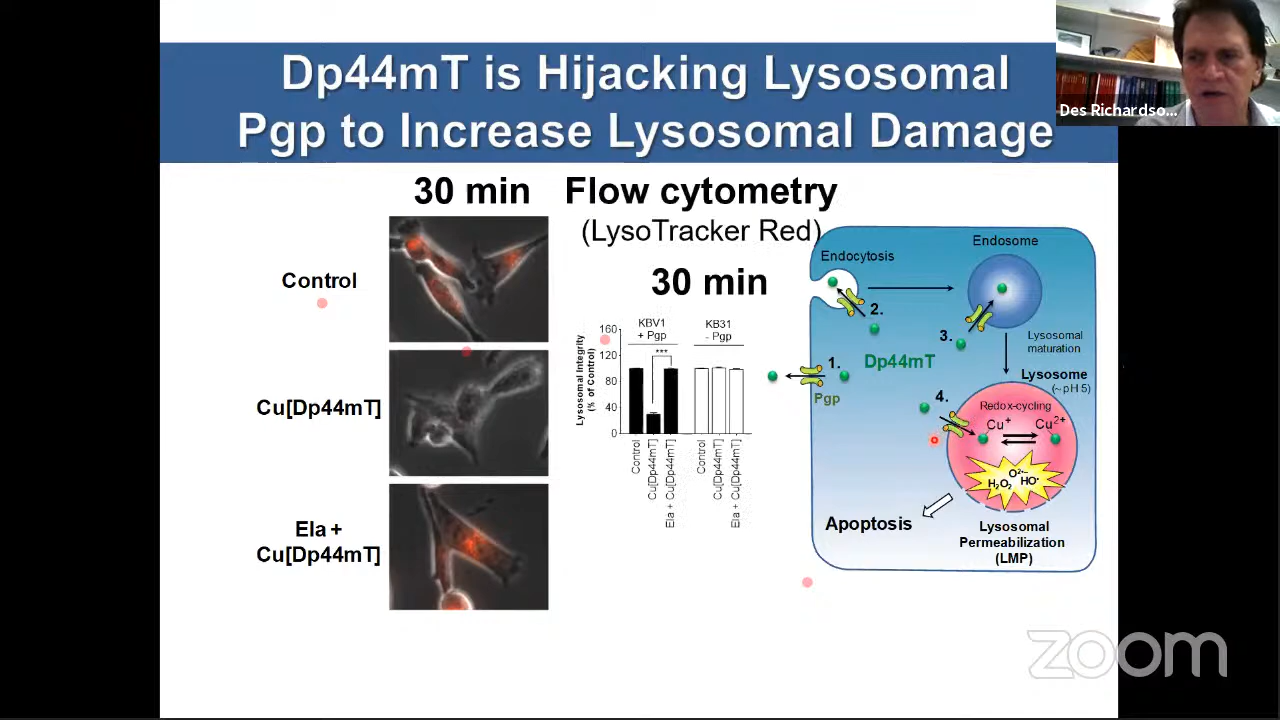 Dp44mT is Hijacking Lysosomal
Pgp to Increase Lysosomal Damage
Des Richardso...
30 min
Flow cytometry
(LysoTracker Red)
30 min
Control
Cu[Dp44mT]
Ela +
Cu[Dp44mT]
KBV1
+ Pgp
KB31
- Pgp
***
Lysosomal Integrity
(% of Control)
160
120
80
40
0
Control
Cu[Dp44mT]
Ela + Cu[Dp44mT]
Control
Cu[Dp44mT]
Ela + Cu[Dp44mT]
Endocytosis
Endosome
2.
3.
Lysosomal
maturation
1.
Dp44mT
Pgp
Lysosome
(~pH 5)
4.
Redox-cycling
Cu⁺
Cu²⁺
O²·⁻
H₂O₂
HO·
Apoptosis
Lysosomal
Permeabilization
(LMP)
zoom